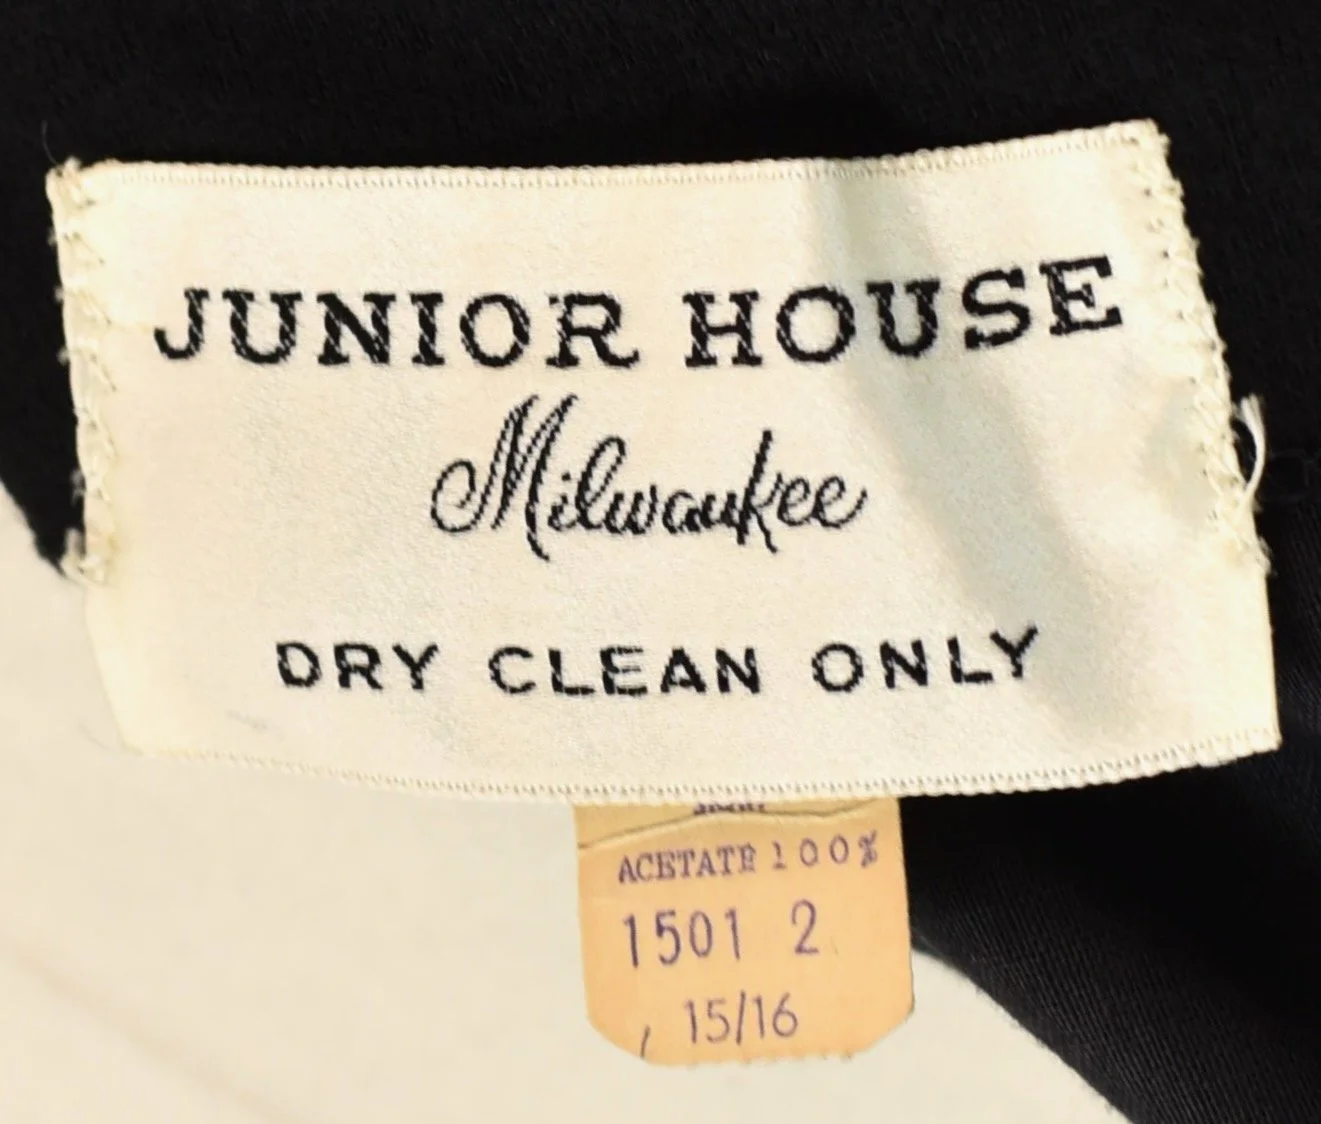 JUNIOR HOUSE
Milwaukee
DRY CLEAN ONLY
ACETATE 100%
1501 2
15/16